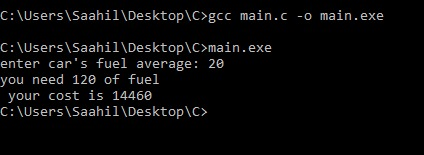 C:\Users\Saahil\Desktop\C>gcc main.c -o main.exe
C:\Users\Saahil\Desktop\C>main.exe
enter car's fuel average: 20
you need 120 of fuel
 your cost is 14460
C:\Users\Saahil\Desktop\C>